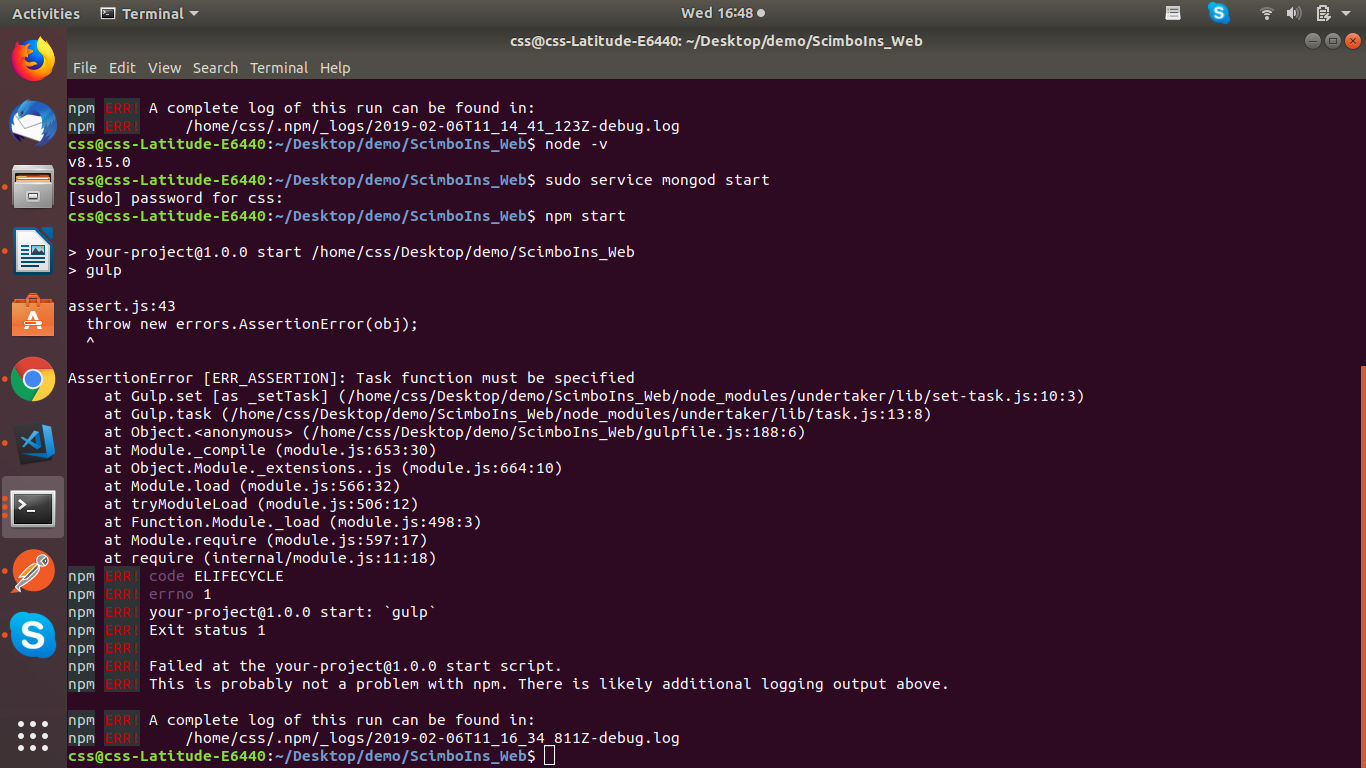 Activities
Terminal
Wed 16:48
css@css-Latitude-E6440: ~/Desktop/demo/ScimboIns_Web
File Edit View Search Terminal Help
npm ERR! A complete log of this run can be found in:
npm ERR!     /home/css/.npm/_logs/2019-02-06T11_14_41_123Z-debug.log
css@css-Latitude-E6440:~/Desktop/demo/ScimboIns_Web$ node -v
v8.15.0
css@css-Latitude-E6440:~/Desktop/demo/ScimboIns_Web$ sudo service mongod start
[sudo] password for css:
css@css-Latitude-E6440:~/Desktop/demo/ScimboIns_Web$ npm start
> your-project@1.0.0 start /home/css/Desktop/demo/ScimboIns_Web
> gulp
assert.js:43
  throw new errors.AssertionError(obj);
  ^
AssertionError [ERR_ASSERTION]: Task function must be specified
    at Gulp.set [as _setTask] (/home/css/Desktop/demo/ScimboIns_Web/node_modules/undertaker/lib/set-task.js:10:3)
    at Gulp.task (/home/css/Desktop/demo/ScimboIns_Web/node_modules/undertaker/lib/task.js:13:8)
    at Object.<anonymous> (/home/css/Desktop/demo/ScimboIns_Web/gulpfile.js:188:6)
    at Module._compile (module.js:653:30)
    at Object.Module._extensions..js (module.js:664:10)
    at Module.load (module.js:566:32)
    at tryModuleLoad (module.js:506:12)
    at Function.Module._load (module.js:498:3)
    at Module.require (module.js:597:17)
    at require (internal/module.js:11:18)
npm ERR! code ELIFECYCLE
npm ERR! errno 1
npm ERR! your-project@1.0.0 start: `gulp`
npm ERR! Exit status 1
npm ERR!
npm ERR! Failed at the your-project@1.0.0 start script.
npm ERR! This is probably not a problem with npm. There is likely additional logging output above.
npm ERR! A complete log of this run can be found in:
npm ERR!     /home/css/.npm/_logs/2019-02-06T11_16_34_811Z-debug.log
css@css-Latitude-E6440:~/Desktop/demo/ScimboIns_Web$